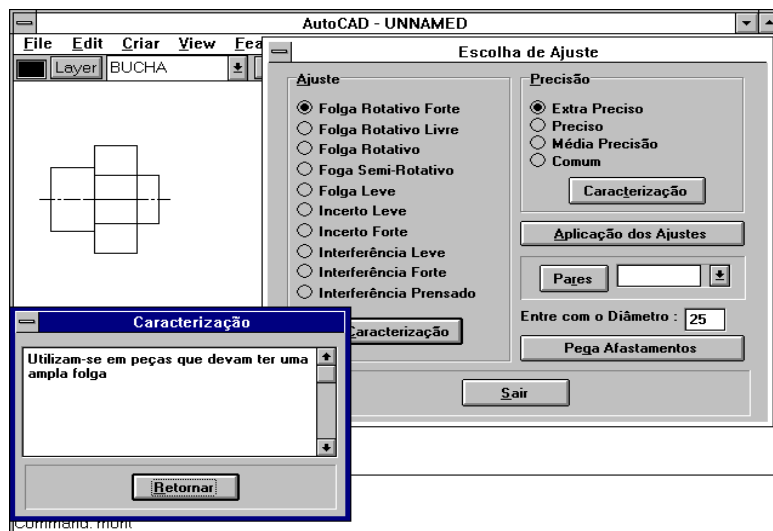 AutoCAD - UNNAMED
File Edit Criar View Fea
Layer BUCHA
Escolha de Ajuste
Ajuste
Folga Rotativo Forte
Folga Rotativo Livre
Folga Rotativo
Foga Semi-Rotativo
Folga Leve
Incerto Leve
Incerto Forte
Interferência Leve
Interferência Forte
Interferência Prensado
Caracterização
Precisão
Extra Preciso
Preciso
Média Precisão
Comum
Caracterização
Aplicação dos Ajustes
Pares
Entre com o Diâmetro : 25
Pega Afastamentos
Sair
Caracterização
Utilizam-se em peças que devam ter uma
ampla folga
Retornar
Command: mont